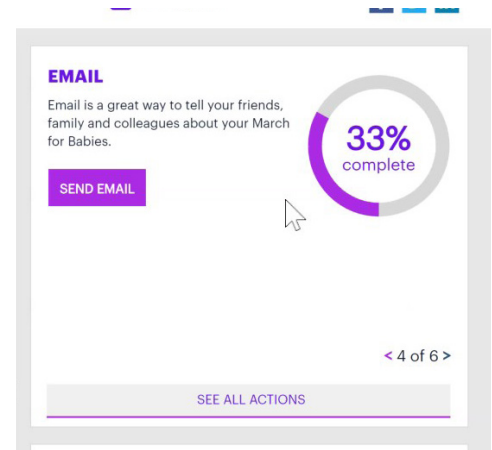 EMAIL
Email is a great way to tell your friends,
family and colleagues about your March
for Babies.
SEND EMAIL
33%
complete
< 4 of 6 >
SEE ALL ACTIONS